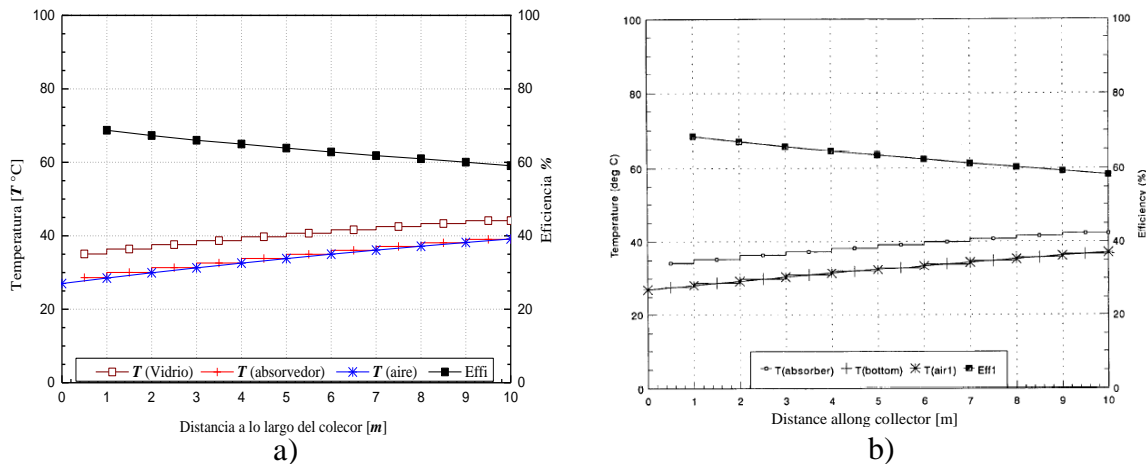 100
80
60
40
20
0
Temperatura [T °C]
100
80
60
40
20
0
Eficiencia %
T (Vidrio) T (absorvedor) T (aire) Effi
0 1 2 3 4 5 6 7 8 9 10
Distancia a lo largo del colecor [m]
a)
100
80
60
40
20
0
Temperature (deg C)
100
80
60
40
20
0
Efficiency (%)
T(absorber) T(bottom) T(air1) Eff1
0 1 2 3 4 5 6 7 8 9 10
Distance allong collector [m]
b)